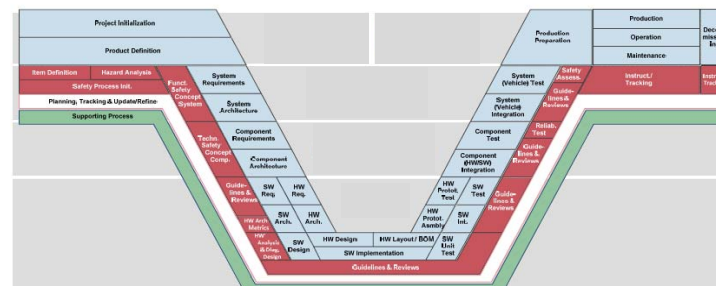 Project Initialization
Product Definition
Item Definition
Hazard Analysis
Safety Process Init.
Planning, Tracking & Update/Refine
Supporting Process
Funct.
Safety
Concept
System
System
Requirements
System
Architecture
Techn.
Safety
Concept
Comp.
Component
Requirements
Component
Architecture
Guide-
lines &
Reviews
SW
Req.
HW
Req.
HW Arch
Metrics
SW
Arch.
HW
Arch.
HW
Analysis
& Diag.
Design
SW
Design
HW Design
HW Layout / BOM
SW Implementation
Guidelines & Reviews
SW
Unit
Test
HW
Protot.
Asmbly
SW
Int.
HW
Protot.
Test
SW
Test
Guide-
lines &
Reviews
Component
(HW/SW)
Integration
Component
Test
Guide-
lines
& Reviews
Reliab.
Test
System
(Vehicle)
Integration
Guide-
lines
& Reviews
System
(Vehicle) Test
Safety
Assess.
Production
Preparation
Production
Operation
Maintenance
Instruct./
Tracking